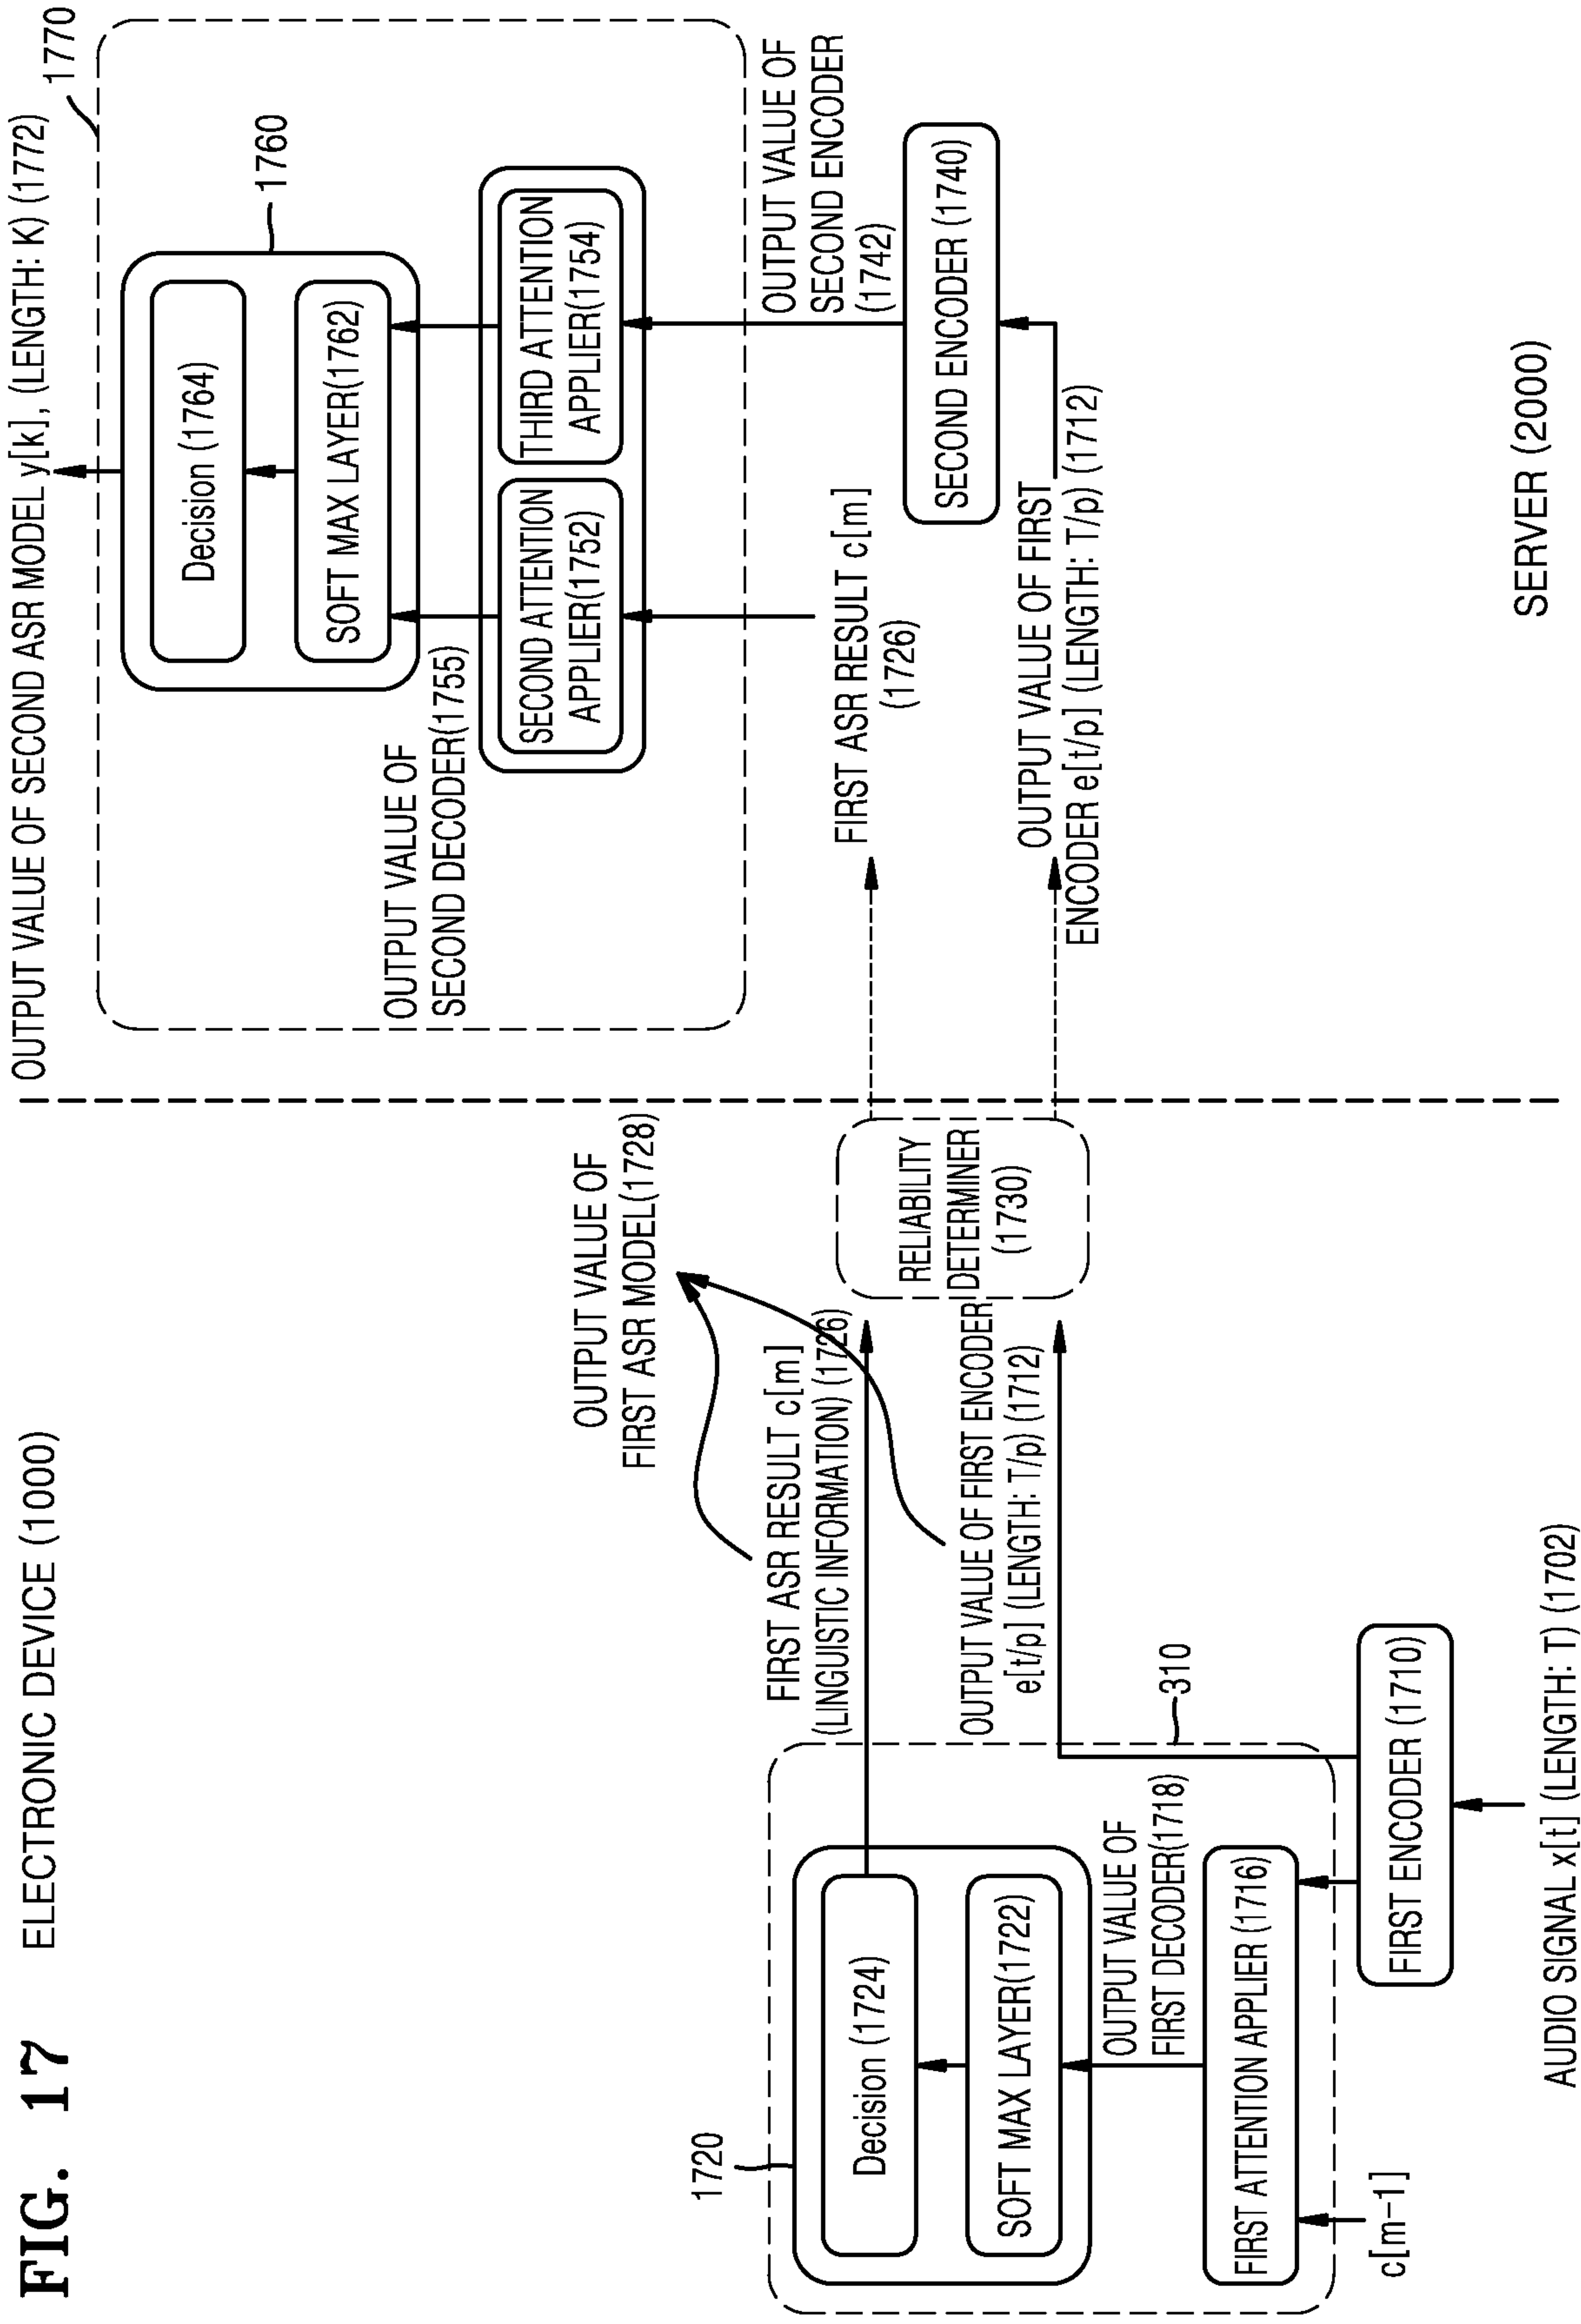 FIG. 17
ELECTRONIC DEVICE (1000)
1720
Decision (1724)
SOFT MAX LAYER(1722)
OUTPUT VALUE OF
FIRST DECODER(1718)
FIRST ATTENTION APPLIER (1716)
c[m-1]
310
FIRST ENCODER (1710)
AUDIO SIGNAL x[t] (LENGTH: T) (1702)
OUTPUT VALUE OF
FIRST ASR MODEL(1728)
FIRST ASR RESULT c[m]
(LINGUISTIC INFORMATION) (1726)
OUTPUT VALUE OF FIRST ENCODER
e[t/p] (LENGTH: T/p) (1712)
RELIABILITY
DETERMINER
(1730)
OUTPUT VALUE OF SECOND ASR MODEL y[k], (LENGTH: K) (1772)
1770
1760
Decision (1764)
SOFT MAX LAYER(1762)
OUTPUT VALUE OF
SECOND DECODER(1755)
SECOND ATTENTION
APPLIER(1752)
THIRD ATTENTION
APPLIER(1754)
OUTPUT VALUE OF
SECOND ENCODER
(1742)
FIRST ASR RESULT c[m]
(1726)
SECOND ENCODER (1740)
OUTPUT VALUE OF FIRST
ENCODER e[t/p] (LENGTH: T/p) (1712)
SERVER (2000)